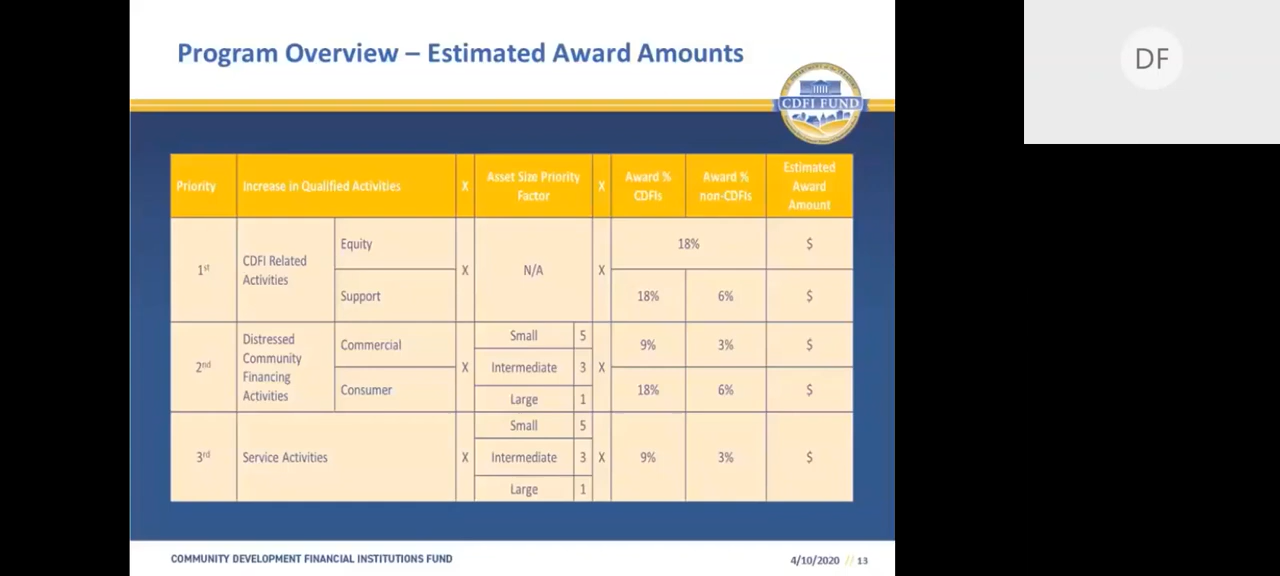 Program Overview – Estimated Award Amounts
DF
CDFI FUND
Priority
Increase in Qualified Activities
X
Asset Size Priority
Factor
X
Award %
CDFIs
Award %
non-CDFIs
Estimated
Award
Amount
1st
CDFI Related
Activities
Equity
X
N/A
X
18%
$
Support
18%
6%
$
2nd
Distressed
Community
Financing
Activities
Commercial
X
Small
5
X
9%
3%
$
Intermediate
3
Consumer
18%
6%
$
Large
1
3rd
Service Activities
X
Small
5
X
9%
3%
$
Intermediate
3
Large
1
COMMUNITY DEVELOPMENT FINANCIAL INSTITUTIONS FUND
4/10/2020 // 13